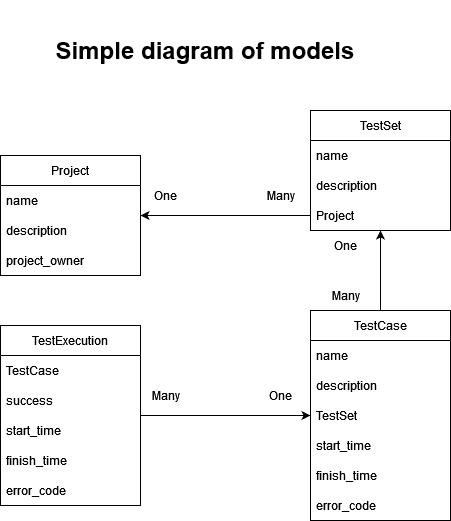 Simple diagram of models
TestSet
name
description
Project
Project
name
description
project_owner
One
Many
One
Many
TestExecution
TestCase
success
start_time
finish_time
error_code
Many
One
TestCase
name
description
TestSet
start_time
finish_time
error_code